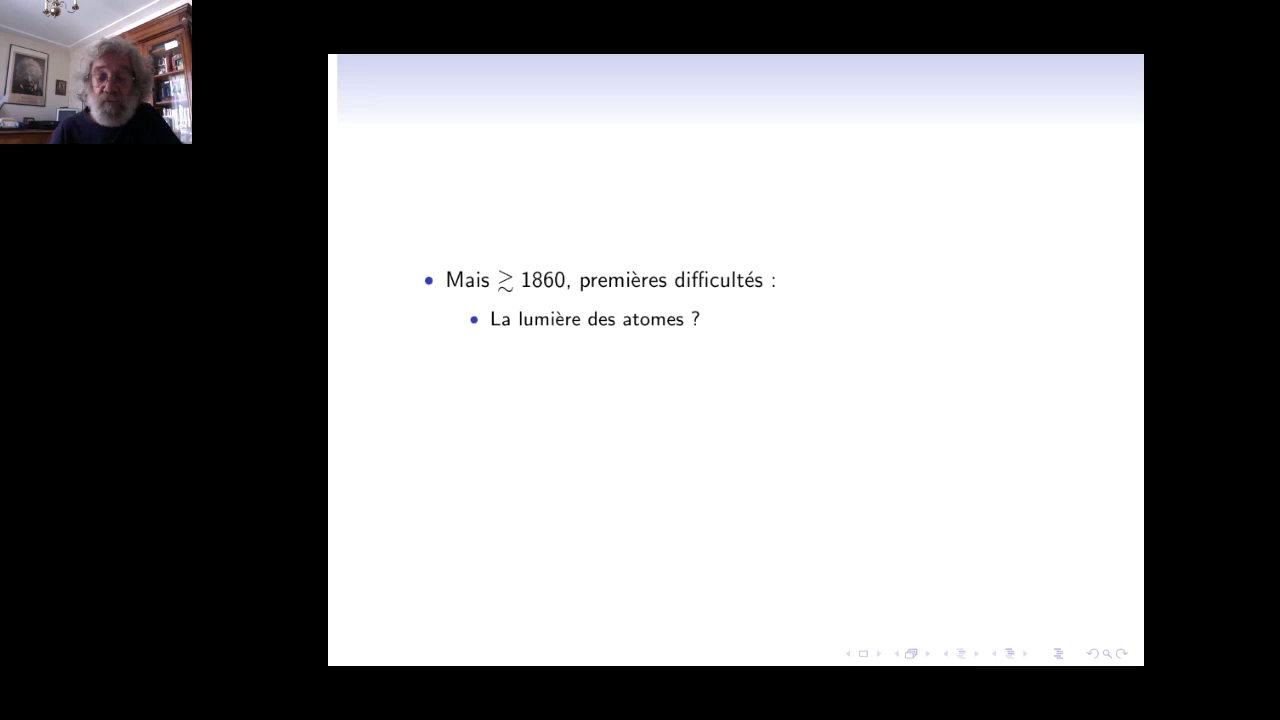 • Mais ≳ 1860, premières difficultés :
• La lumière des atomes ?